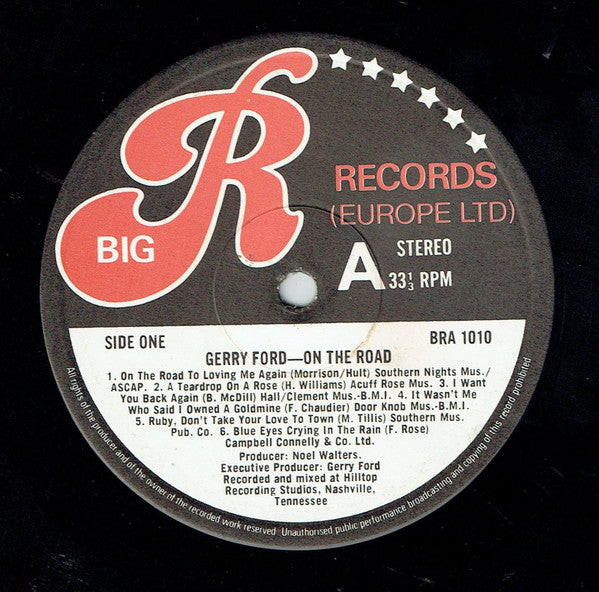 R
BIG
RECORDS
(EUROPE LTD)
A
STEREO
33 1/3 RPM
SIDE ONE
BRA 1010
GERRY FORD—ON THE ROAD
1. On The Road To Loving Me Again (Morrison/Hult) Southern Nights Mus./
ASCAP. 2. A Teardrop On A Rose (H. Williams) Acuff Rose Mus. 3. I Want
You Back Again (B. McDill) Hall/Clement Mus.-B.M.I. 4. It Wasn't Me
Who Said I Owned A Goldmine (F. Chaudier) Door Knob Mus.-B.M.I.
5. Ruby, Don't Take Your Love To Town (M. Tillis) Southern Mus.
Pub. Co. 6. Blue Eyes Crying In The Rain (F. Rose)
Campbell Connelly & Co. Ltd.
Producer: Noel Walters.
Executive Producer: Gerry Ford
Recorded and mixed at Hilltop
Recording Studios, Nashville,
Tennessee
All rights of the producer and of the owner of the recorded work reserved Unauthorised public performance broadcasting and copying of this record prohibited